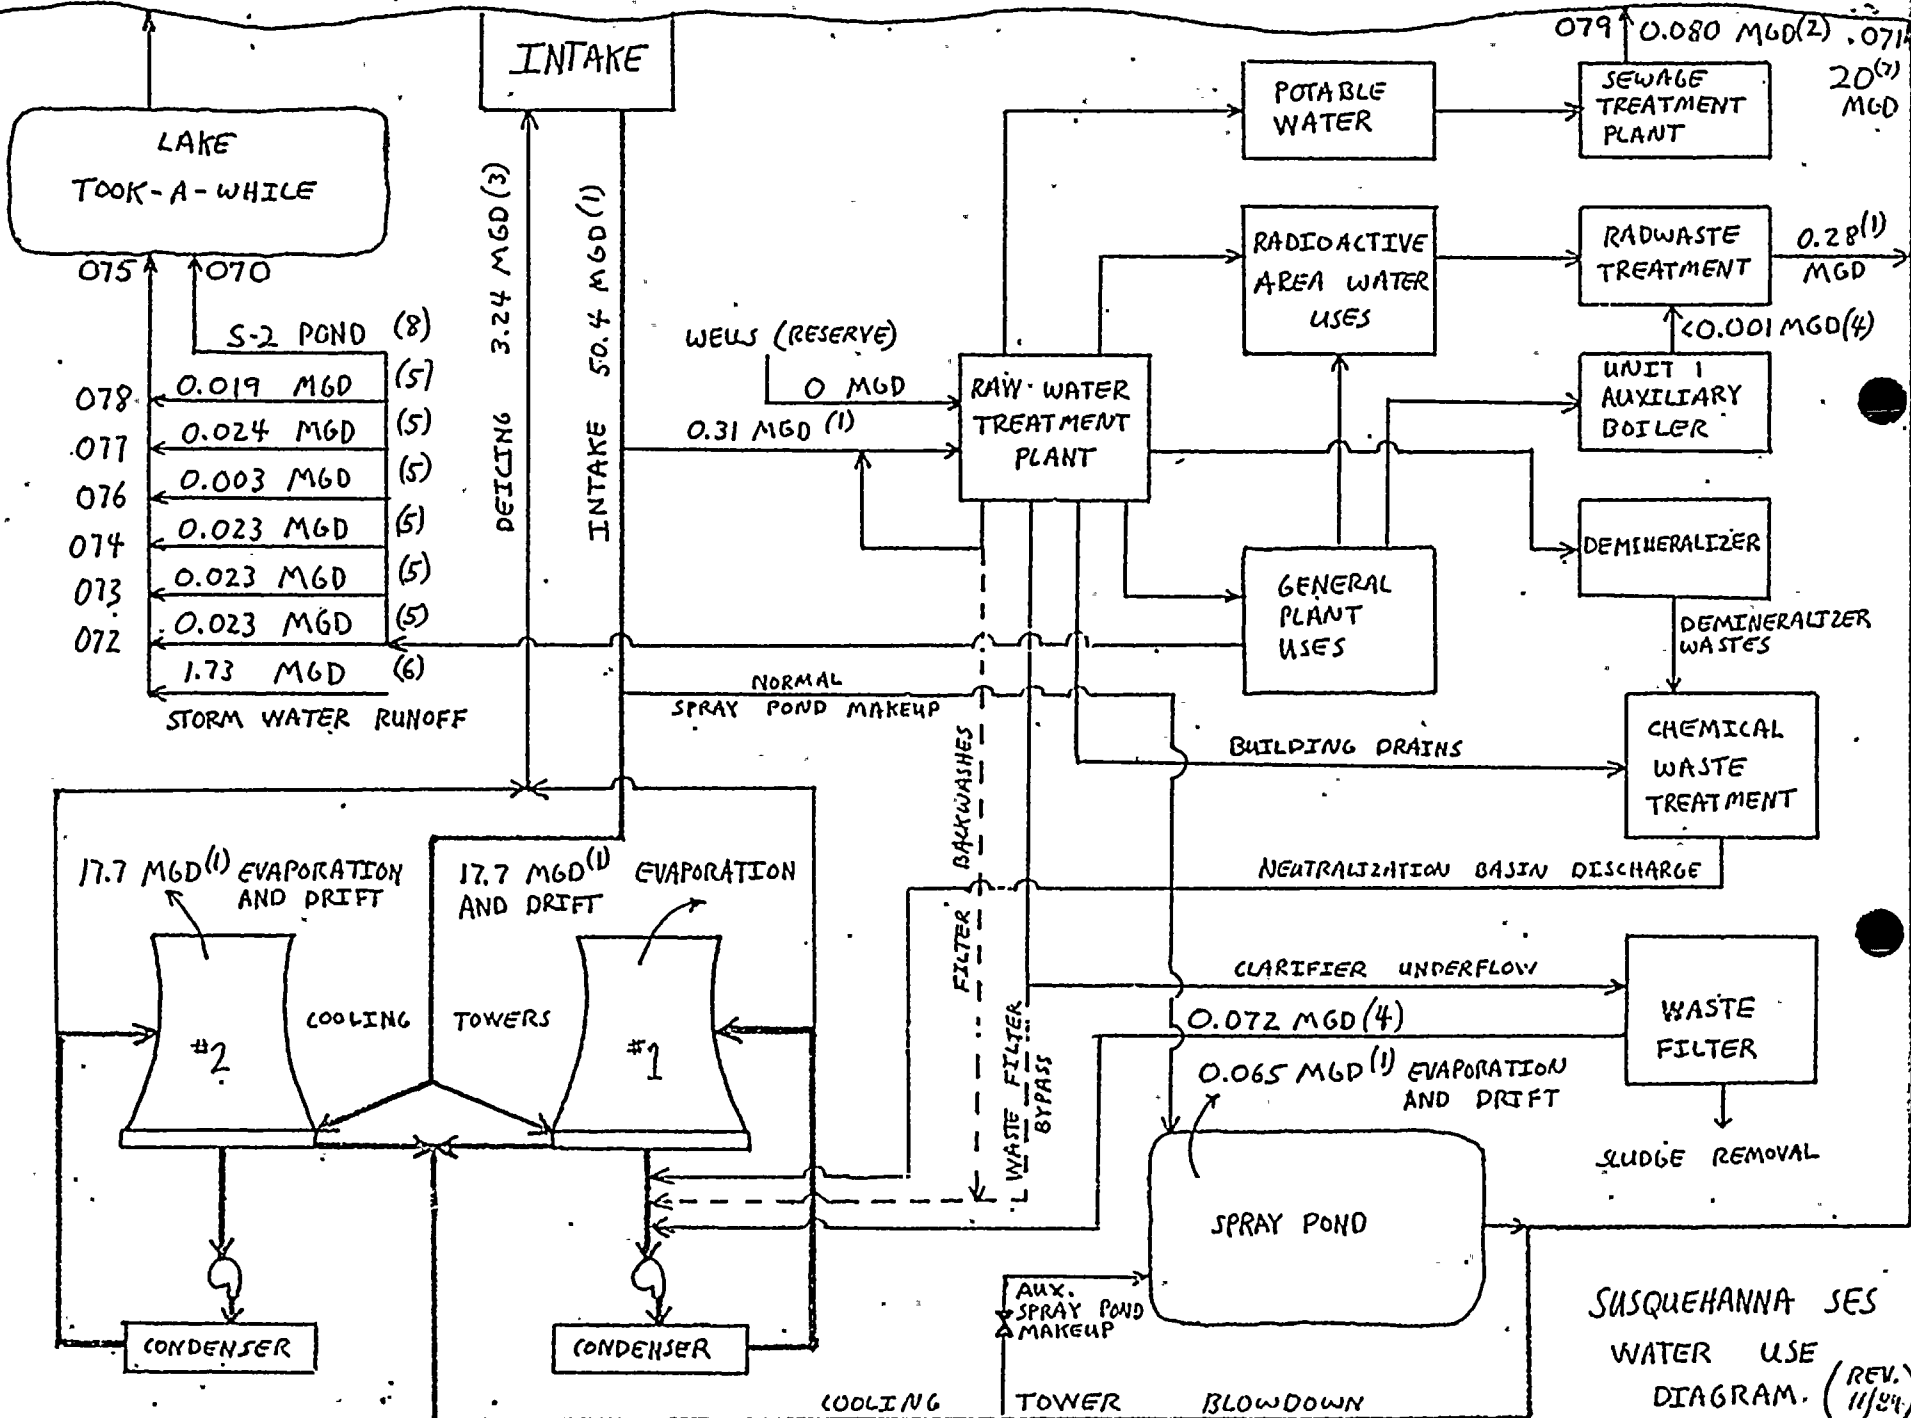 079 0.080 MGD(2) .071
20(7)
MGD
INTAKE
POTABLE
WATER
SEWAGE
TREATMENT
PLANT
LAKE
TOOK-A-WHILE
075 070
DEICING 3.24 MGD(3)
INTAKE 50.4 MGD(1)
RADIOACTIVE
AREA WATER
USES
RADWASTE
TREATMENT
0.28(1)
MGD
<0.001 MGD(4)
S-2 POND (8)
078 0.019 MGD (5)
077 0.024 MGD (5)
076 0.003 MGD (5)
074 0.023 MGD (5)
073 0.023 MGD (5)
072 0.023 MGD (5)
1.73 MGD (6)
STORM WATER RUNOFF
WELLS (RESERVE)
0 MGD
0.31 MGD (1)
RAW WATER
TREATMENT
PLANT
UNIT 1
AUXILIARY
BOILER
DEMINERALIZER
GENERAL
PLANT
USES
DEMINERALIZER
WASTES
NORMAL
SPRAY POND MAKEUP
FILTER BACKWASHES
BUILDING DRAINS
CHEMICAL
WASTE
TREATMENT
NEUTRALIZATION BASIN DISCHARGE
17.7 MGD(1) EVAPORATION
AND DRIFT
17.7 MGD(1) EVAPORATION
AND DRIFT
COOLING TOWERS
#2
#1
WASTE FILTER
BYPASS
CLARIFIER UNDERFLOW
0.072 MGD(4)
WASTE
FILTER
0.065 MGD(1) EVAPORATION
AND DRIFT
SLUDGE REMOVAL
SPRAY POND
AUX.
SPRAY POND
MAKEUP
CONDENSER
CONDENSER
COOLING TOWER BLOWDOWN
SUSQUEHANNA SES
WATER USE
DIAGRAM. (REV.
11/84)